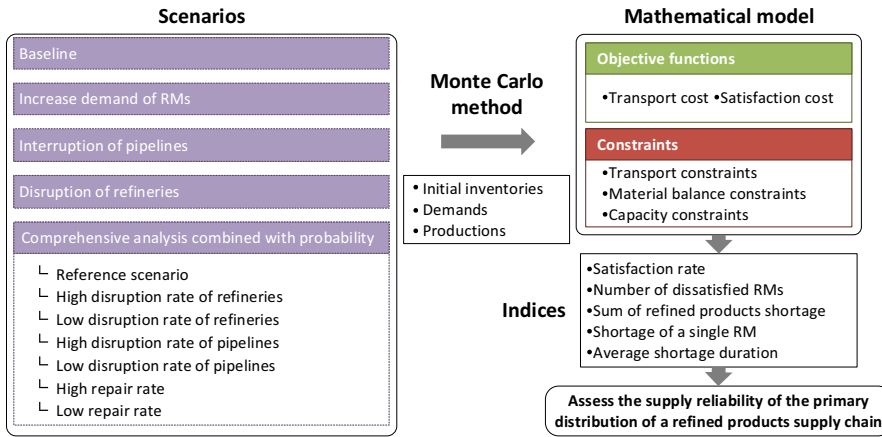 Scenarios
Baseline
Increase demand of RMs
Interruption of pipelines
Disruption of refineries
Comprehensive analysis combined with probability
Reference scenario
High disruption rate of refineries
Low disruption rate of refineries
High disruption rate of pipelines
Low disruption rate of pipelines
High repair rate
Low repair rate
Monte Carlo
method
• Initial inventories
• Demands
• Productions
Mathematical model
Objective functions
•Transport cost •Satisfaction cost
Constraints
•Transport constraints
•Material balance constraints
•Capacity constraints
Indices
•Satisfaction rate
•Number of dissatisfied RMs
•Sum of refined products shortage
•Shortage of a single RM
•Average shortage duration
Assess the supply reliability of the primary
distribution of a refined products supply chain